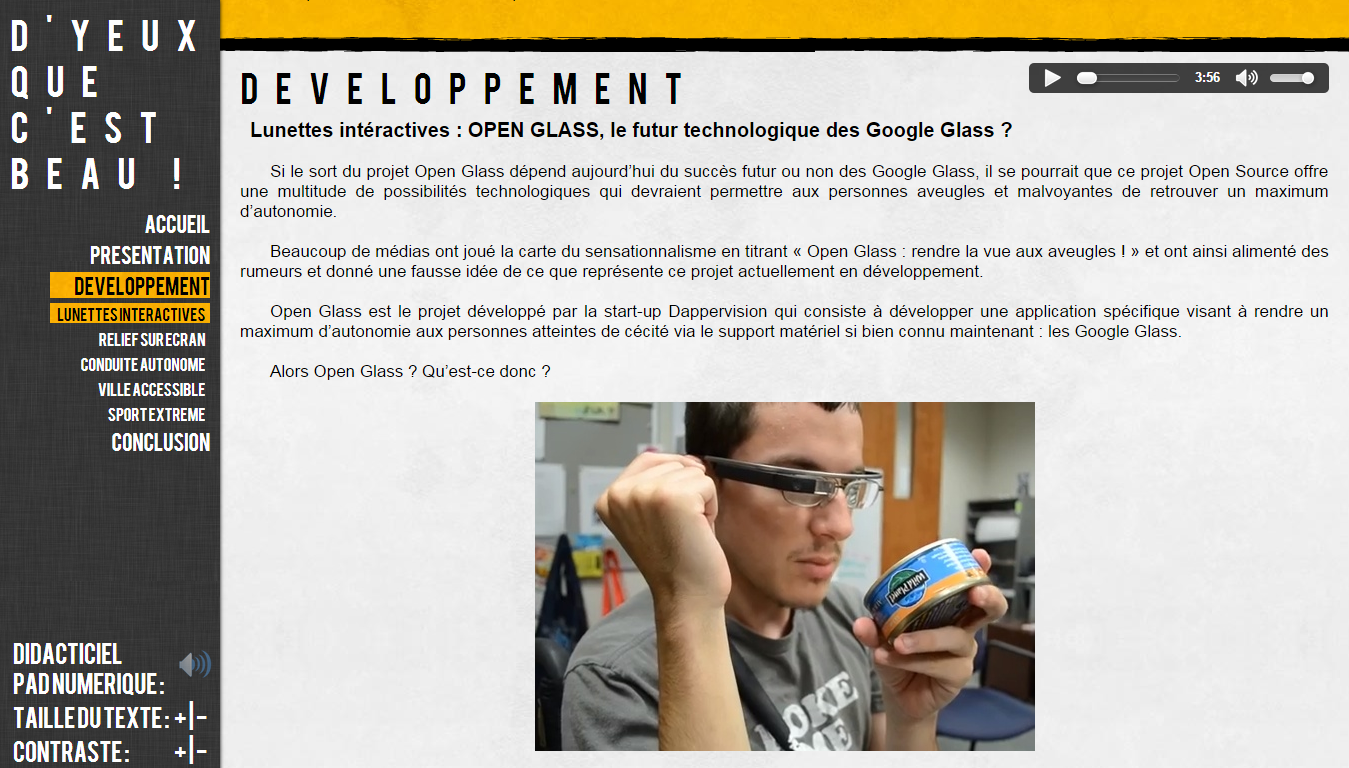 D'YEUX
QUE
C'EST
BEAU !
ACCUEIL
PRESENTATION
DEVELOPPEMENT
LUNETTES INTERACTIVES
RELIEF SUR ECRAN
CONDUITE AUTONOME
VILLE ACCESSIBLE
SPORT EXTREME
CONCLUSION
DIDACTICIEL
PAD NUMERIQUE :
TAILLE DU TEXTE : +|-
CONTRASTE : +|-
DEVELOPPEMENT
3:56
Lunettes intéractives : OPEN GLASS, le futur technologique des Google Glass ?
Si le sort du projet Open Glass dépend aujourd'hui du succès futur ou non des Google Glass, il se pourrait que ce projet Open Source offre
une multitude de possibilités technologiques qui devraient permettre aux personnes aveugles et malvoyantes de retrouver un maximum
d'autonomie.
Beaucoup de médias ont joué la carte du sensationnalisme en titrant « Open Glass : rendre la vue aux aveugles ! » et ont ainsi alimenté des
rumeurs et donné une fausse idée de ce que représente ce projet actuellement en développement.
Open Glass est le projet développé par la start-up Dappervision qui consiste à développer une application spécifique visant à rendre un
maximum d'autonomie aux personnes atteintes de cécité via le support matériel si bien connu maintenant : les Google Glass.
Alors Open Glass ? Qu'est-ce donc ?
Wild Planet